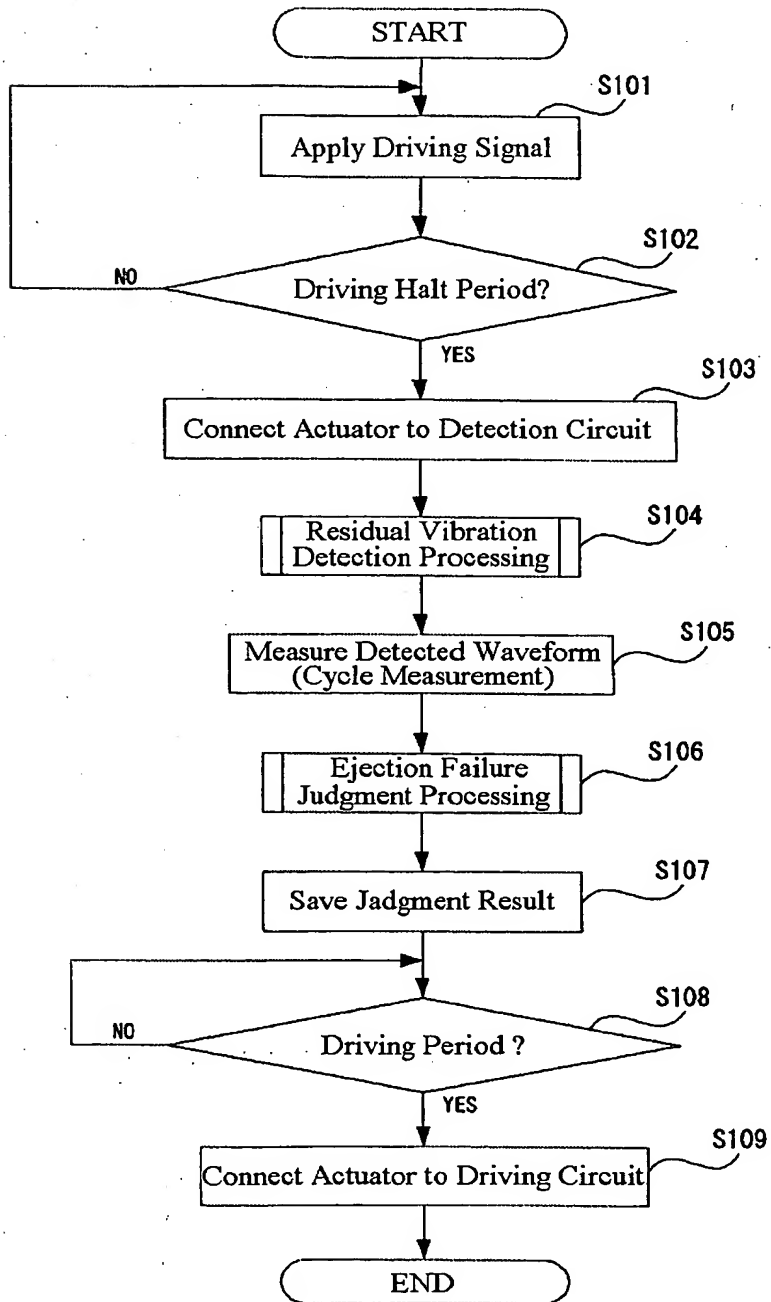 START
S101
Apply Driving Signal
S102
Driving Halt Period?
NO
YES
S103
Connect Actuator to Detection Circuit
S104
Residual Vibration
Detection Processing
S105
Measure Detected Waveform
(Cycle Measurement)
S106
Ejection Failure
Judgment Processing
S107
Save Jadgment Result
S108
Driving Period ?
NO
YES
S109
Connect Actuator to Driving Circuit
END